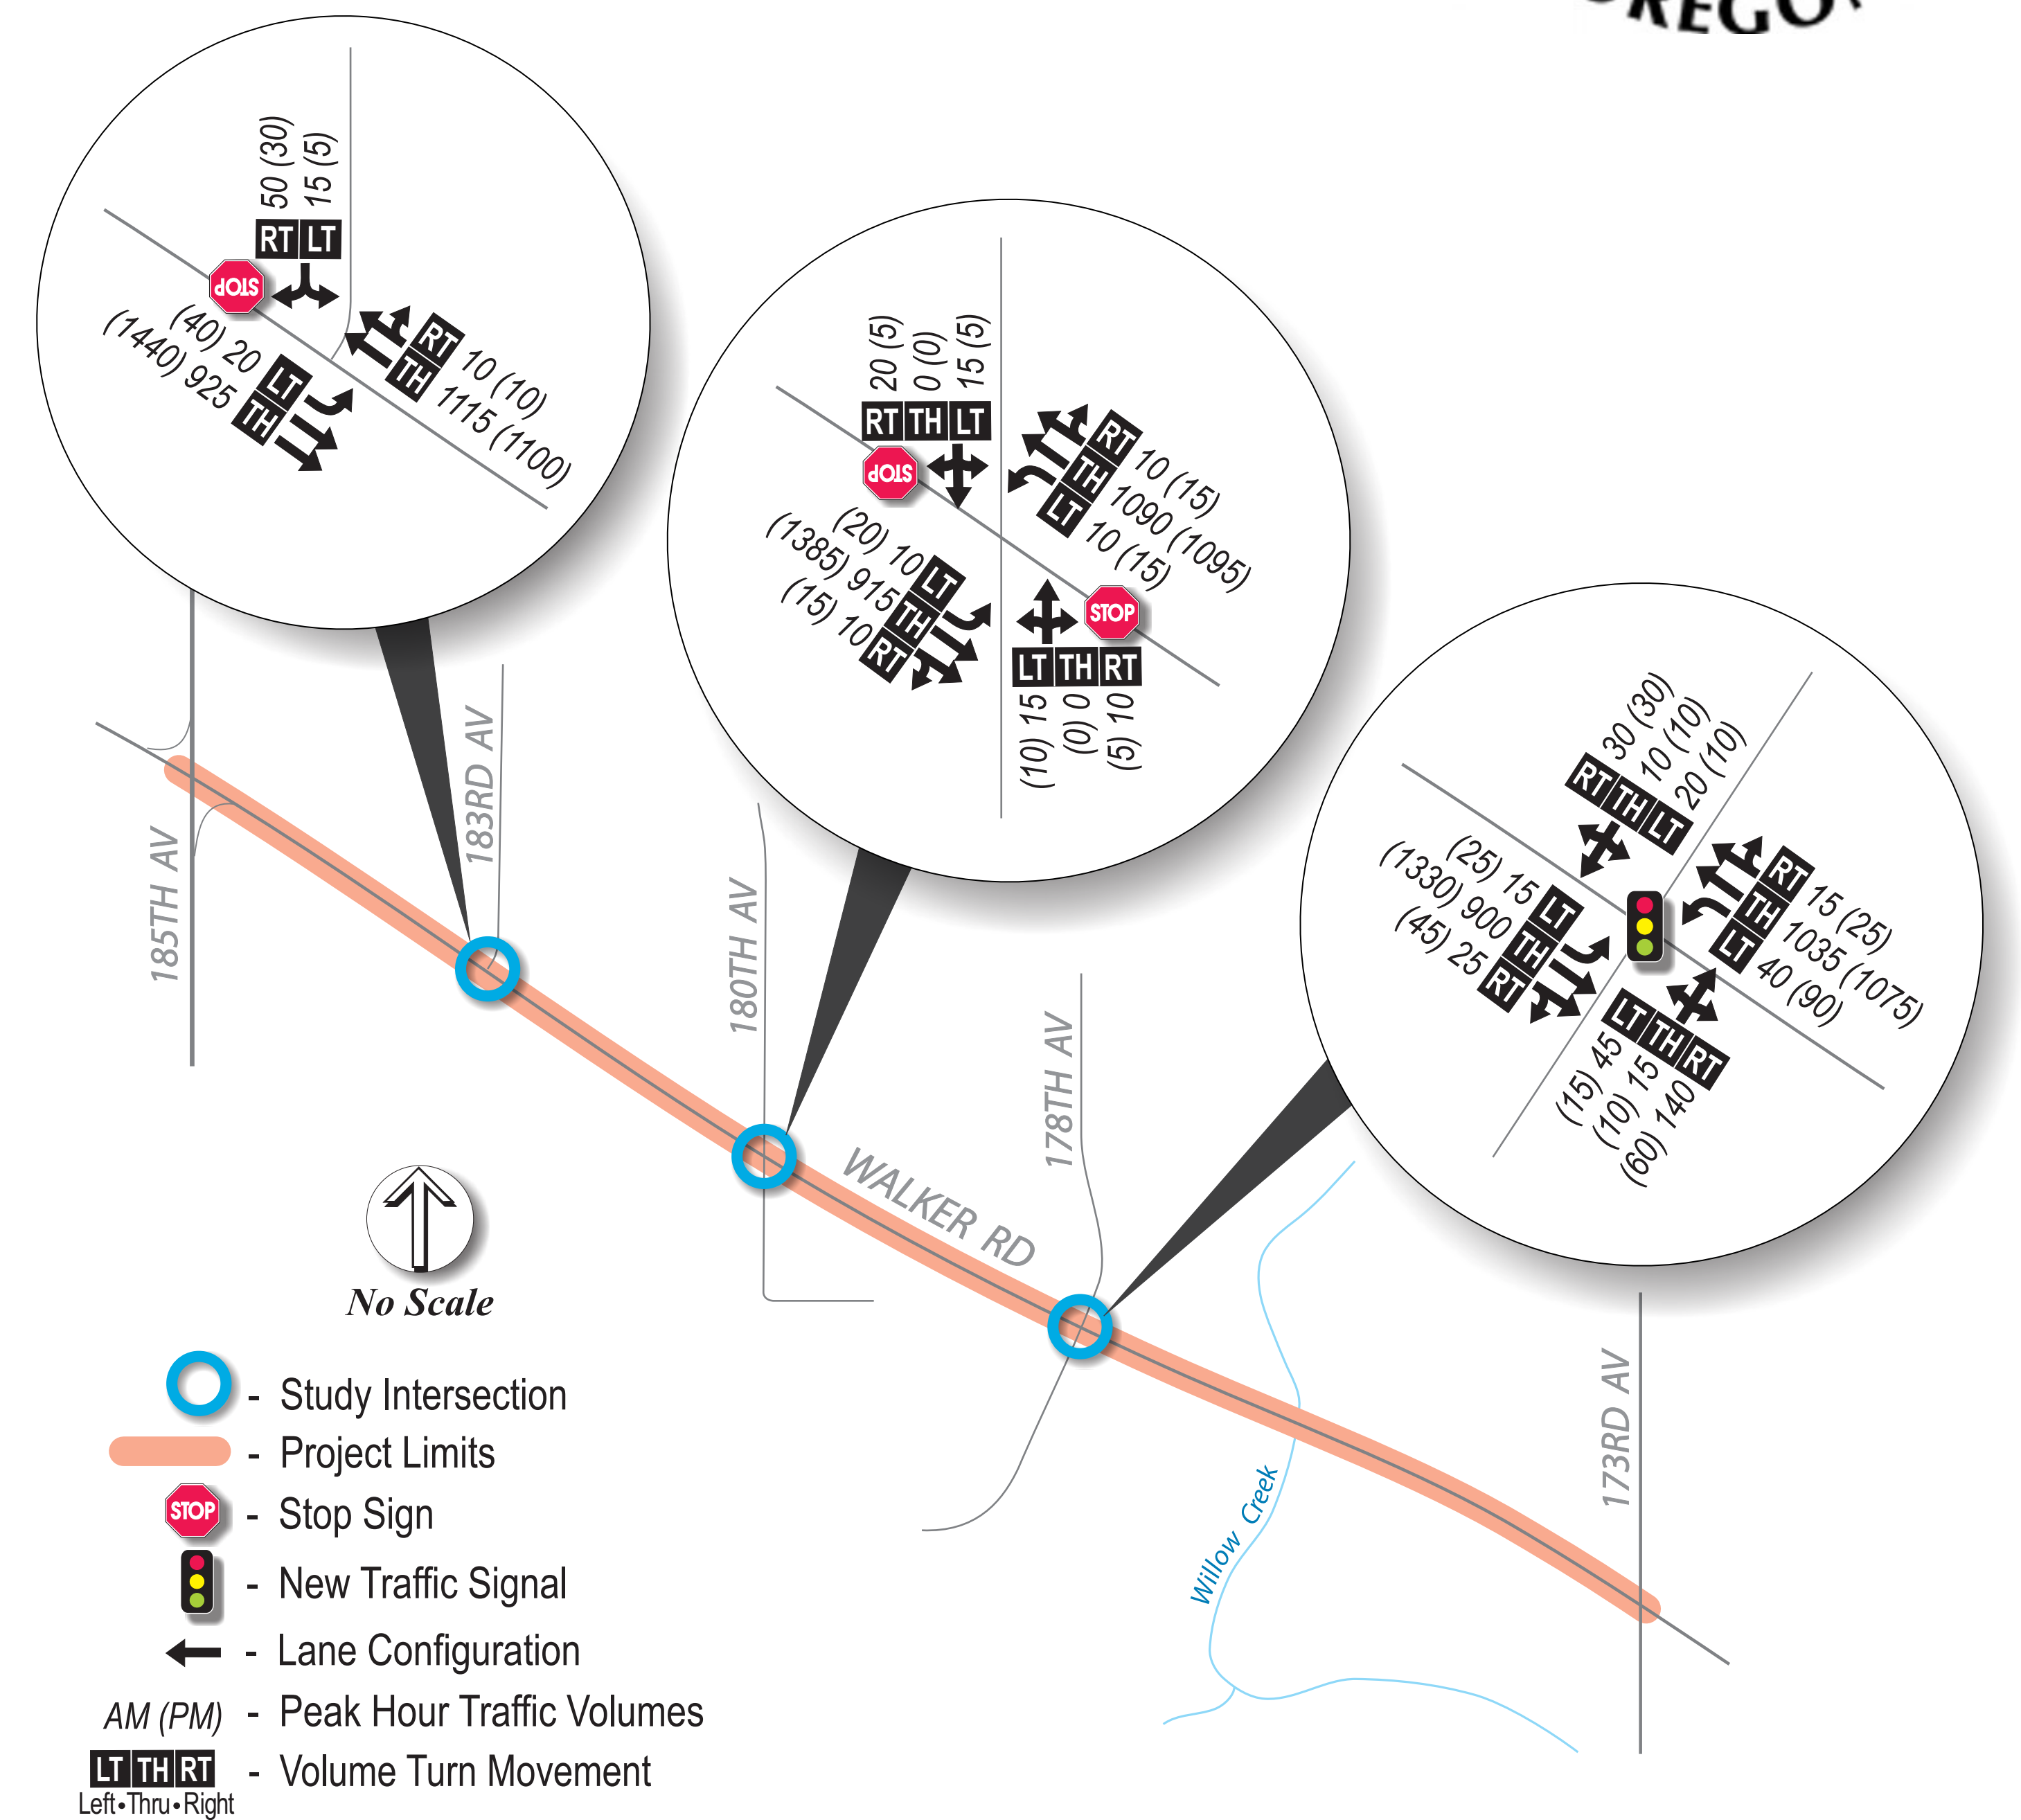 OREGO
50 (30)
15 (5)
RT LT
STOP
(40) 20 LT
(1440) 925 TH
RT 10 (10)
TH 1115 (1100)
20 (5)
0 (0)
15 (5)
RT TH LT
STOP
RT 10 (15)
TH 1090 (1095)
LT 10 (15)
(20) 10 LT
(1385) 915 TH
(15) 10 RT
STOP
LT TH RT
(10) 15
(0) 0
(5) 10
30 (30)
10 (10)
20 (10)
RT TH LT
(25) 15 LT
(1330) 900 TH
(45) 25 RT
RT 15 (25)
TH 1035 (1075)
LT 40 (90)
LT TH RT
(15) 45
(10) 15
(60) 140
185TH AV
183RD AV
180TH AV
178TH AV
WALKER RD
173RD AV
Willow Creek
No Scale
- Study Intersection
- Project Limits
STOP - Stop Sign
- New Traffic Signal
- Lane Configuration
AM (PM) - Peak Hour Traffic Volumes
LT TH RT - Volume Turn Movement
Left•Thru•Right